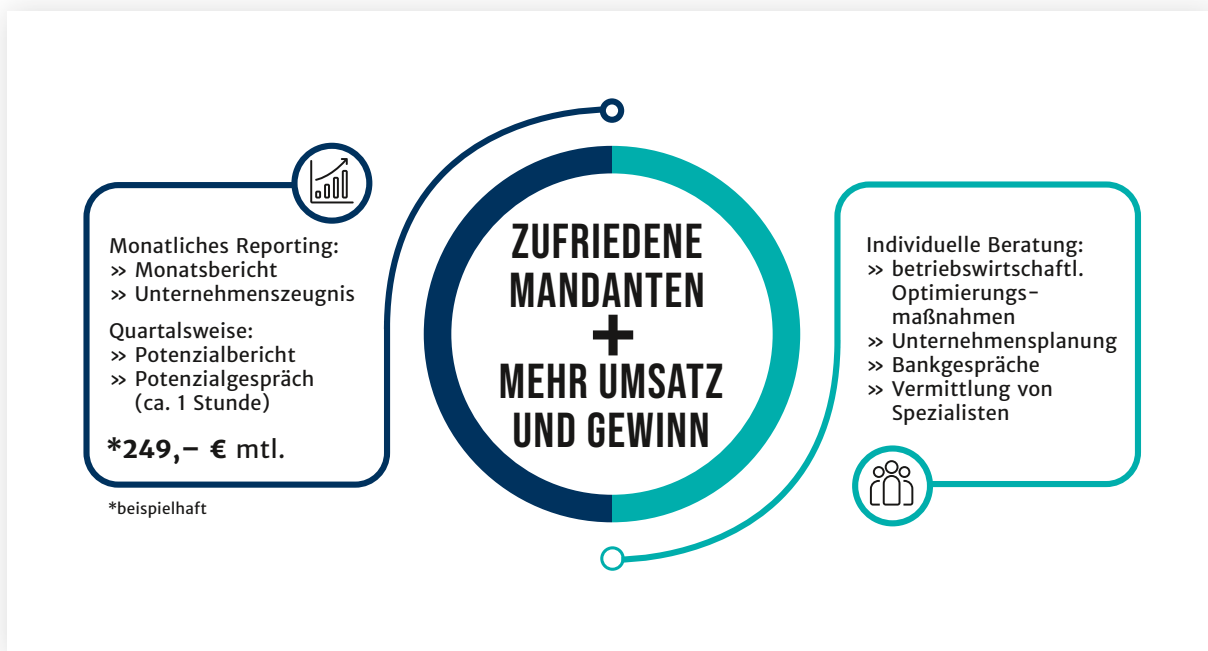 Monatliches Reporting:
» Monatsbericht
» Unternehmenszeugnis
Quartalsweise:
» Potenzialbericht
» Potenzialgespräch
(ca. 1 Stunde)
*249,– € mtl.
*beispielhaft
ZUFRIEDENE
MANDANTEN
+
MEHR UMSATZ
UND GEWINN
Individuelle Beratung:
» betriebswirtschaftl.
Optimierungs-
maßnahmen
» Unternehmensplanung
» Bankgespräche
» Vermittlung von
Spezialisten